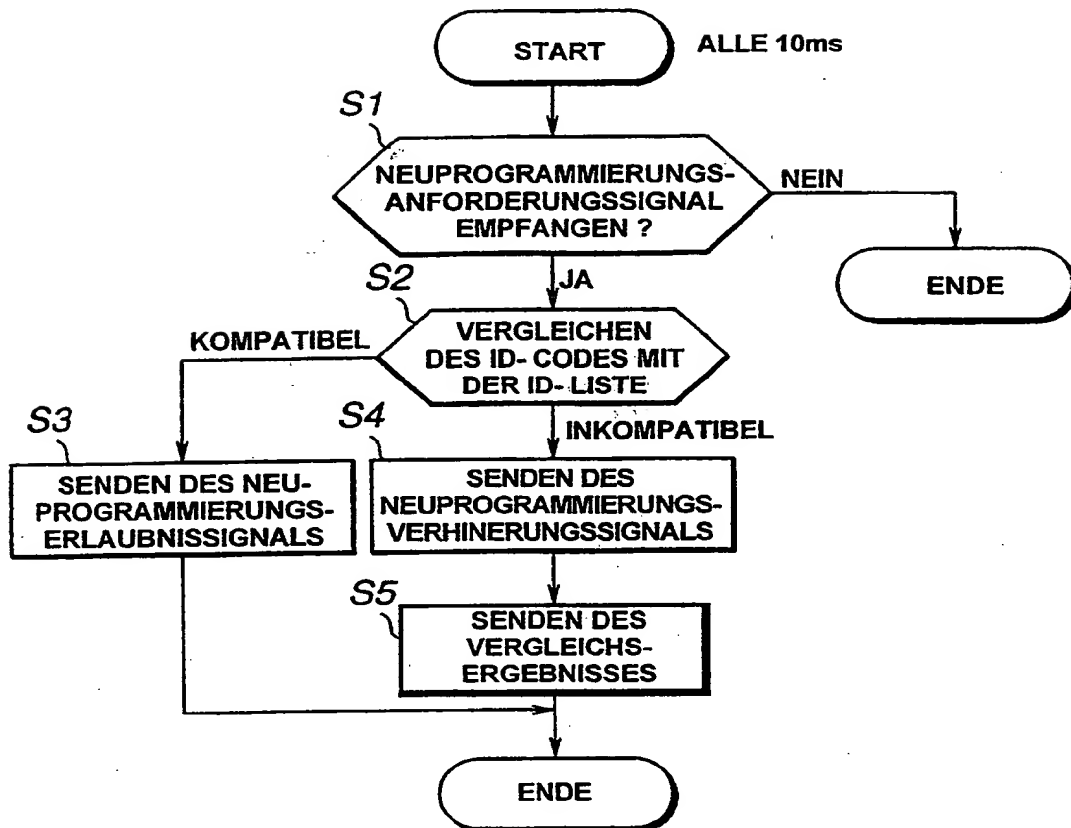 START
ALLE 10ms
S1
NEUPROGRAMMIERUNGS-
ANFORDERUNGSSIGNAL
EMPFANGEN ?
NEIN
ENDE
JA
S2
VERGLEICHEN
DES ID- CODES MIT
DER ID- LISTE
KOMPATIBEL
INKOMPATIBEL
S3
SENDEN DES NEU-
PROGRAMMIERUNGS-
ERLAUBNISSIGNALS
S4
SENDEN DES
NEUPROGRAMMIERUNGS-
VERHINERUNGSSIGNALS
S5
SENDEN DES
VERGLEICHS-
ERGEBNISSES
ENDE